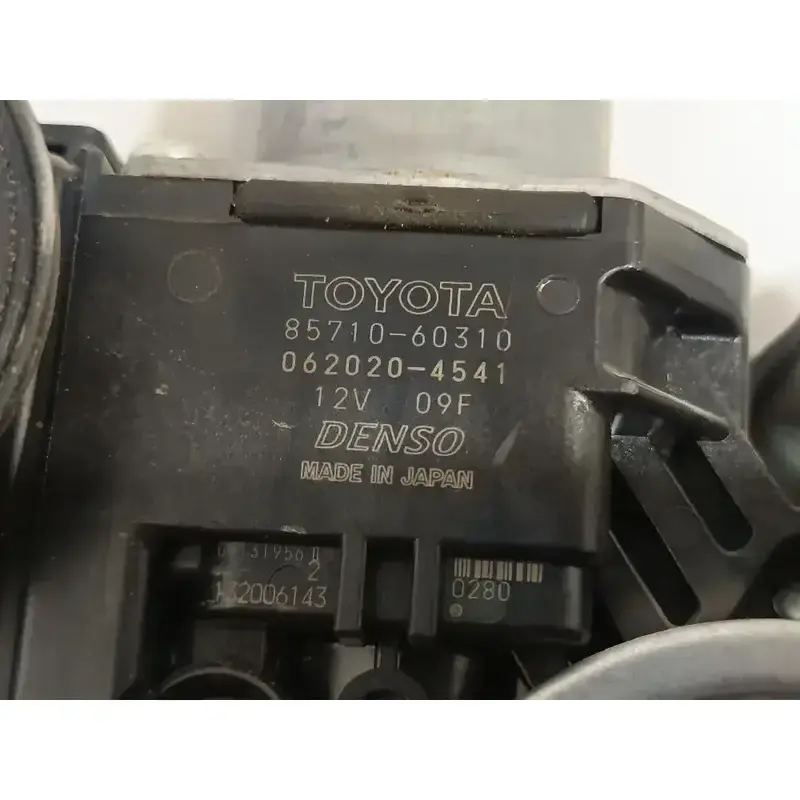 TOYOTA
85710-60310
062020-4541
12V 09F
DENSO
MADE IN JAPAN
2
0280